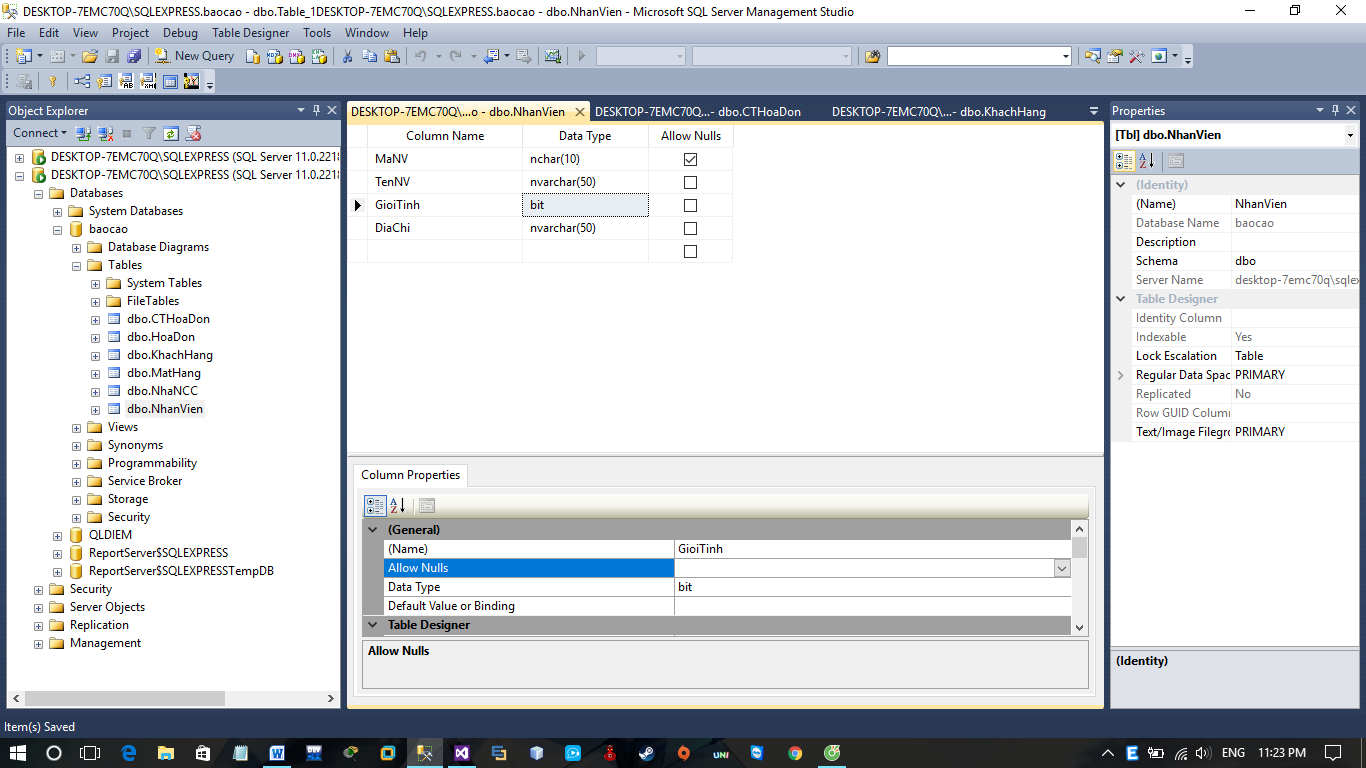 DESKTOP-7EMC70Q\SQLEXPRESS.baocao - dbo.Table_1DESKTOP-7EMC70Q\SQLEXPRESS.baocao - dbo.NhanVien - Microsoft SQL Server Management Studio
File Edit View Project Debug Table Designer Tools Window Help
New Query
Object Explorer
Connect
DESKTOP-7EMC70Q\SQLEXPRESS (SQL Server 11.0.2218
DESKTOP-7EMC70Q\SQLEXPRESS (SQL Server 11.0.2218
Databases
System Databases
baocao
Database Diagrams
Tables
System Tables
FileTables
dbo.CTHoaDon
dbo.HoaDon
dbo.KhachHang
dbo.MatHang
dbo.NhaNCC
dbo.NhanVien
Views
Synonyms
Programmability
Service Broker
Storage
Security
QLDIEM
ReportServer$SQLEXPRESS
ReportServer$SQLEXPRESSTempDB
Security
Server Objects
Replication
Management
DESKTOP-7EMC70Q\...o - dbo.NhanVien DESKTOP-7EMC70Q...- dbo.CTHoaDon DESKTOP-7EMC70Q\...- dbo.KhachHang
Column Name Data Type Allow Nulls
MaNV nchar(10)
TenNV nvarchar(50)
GioiTinh bit
DiaChi nvarchar(50)
Column Properties
(General)
(Name) GioiTinh
Allow Nulls
Data Type bit
Default Value or Binding
Table Designer
Allow Nulls
Properties
[Tbl] dbo.NhanVien
(Identity)
(Name) NhanVien
Database Name baocao
Description
Schema dbo
Server Name desktop-7emc70q\sqlex
Table Designer
Identity Column
Indexable Yes
Lock Escalation Table
Regular Data Spac PRIMARY
Replicated No
Row GUID Colum
Text/Image Filegro PRIMARY
(Identity)
Item(s) Saved
ENG 11:23 PM